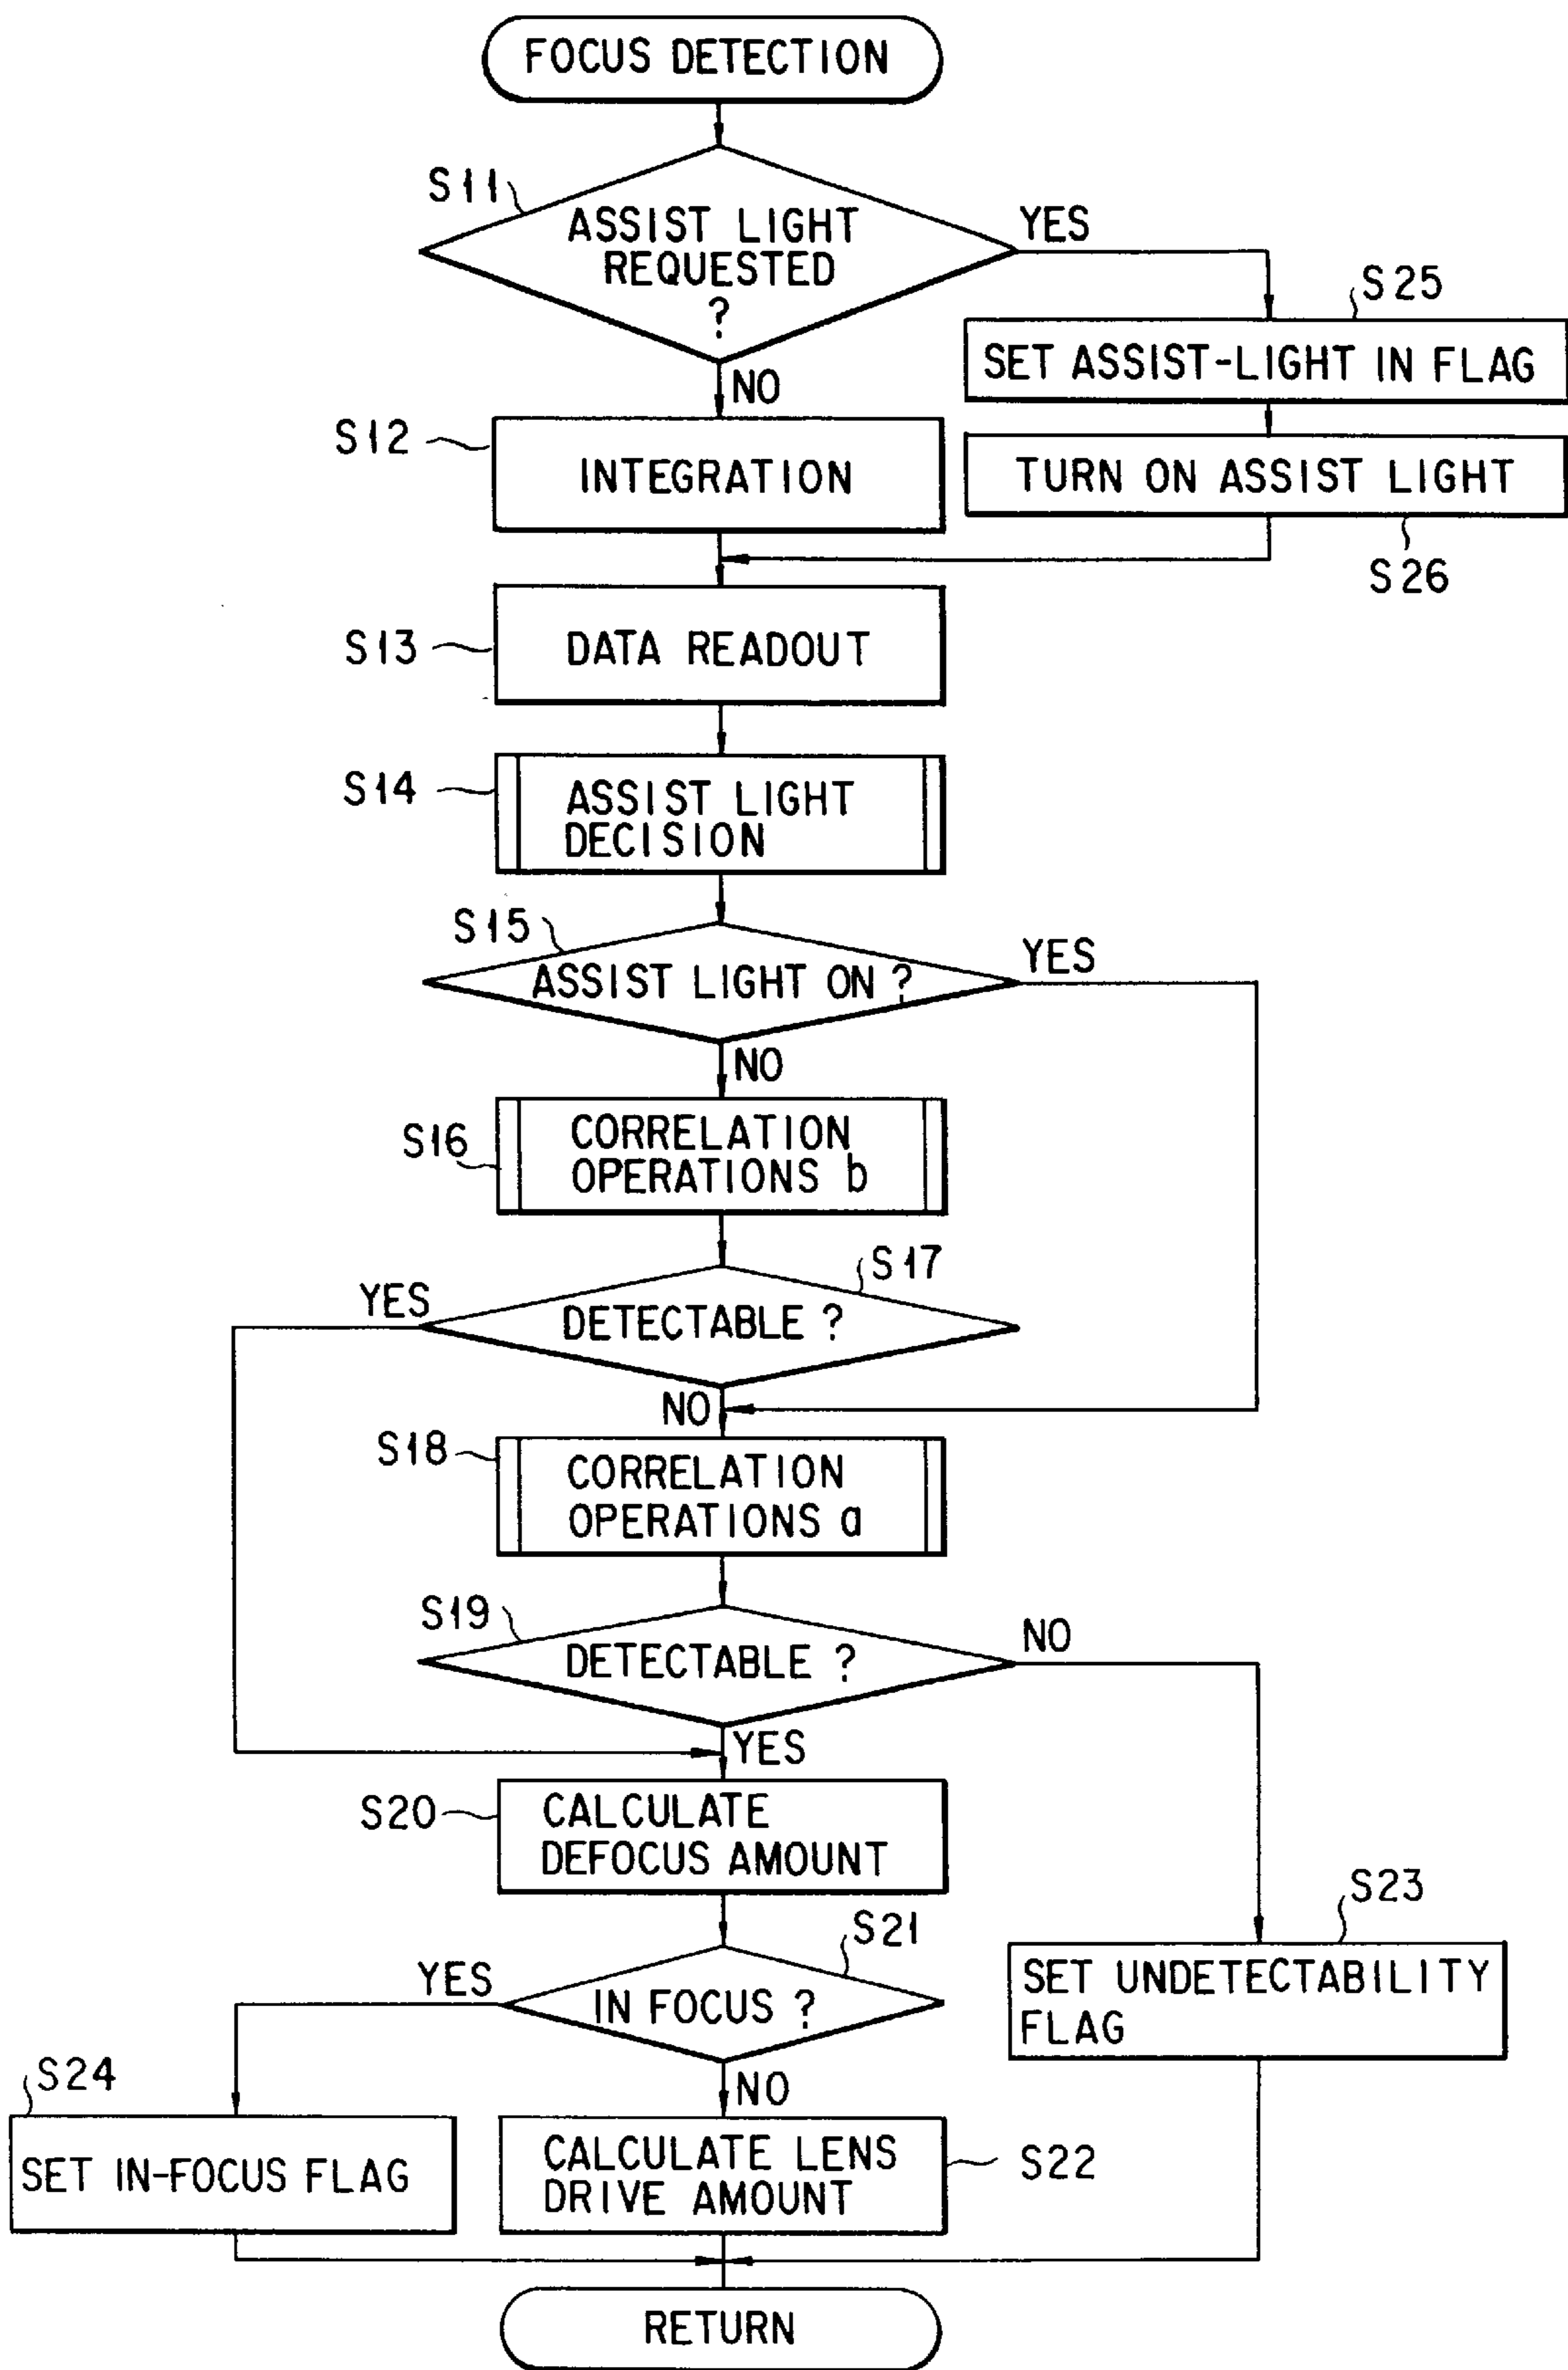 FOCUS DETECTION
S11
ASSIST LIGHT
REQUESTED
?
YES
NO
S25
SET ASSIST-LIGHT IN FLAG
TURN ON ASSIST LIGHT
S26
S12
INTEGRATION
S13
DATA READOUT
S14
ASSIST LIGHT
DECISION
S15
ASSIST LIGHT ON ?
YES
NO
S16
CORRELATION
OPERATIONS b
S17
YES
DETECTABLE ?
NO
S18
CORRELATION
OPERATIONS a
S19
DETECTABLE ?
NO
YES
S20
CALCULATE
DEFOCUS AMOUNT
S21
YES
IN FOCUS ?
NO
S23
SET UNDETECTABILITY
FLAG
S24
SET IN-FOCUS FLAG
CALCULATE LENS
DRIVE AMOUNT
S22
RETURN